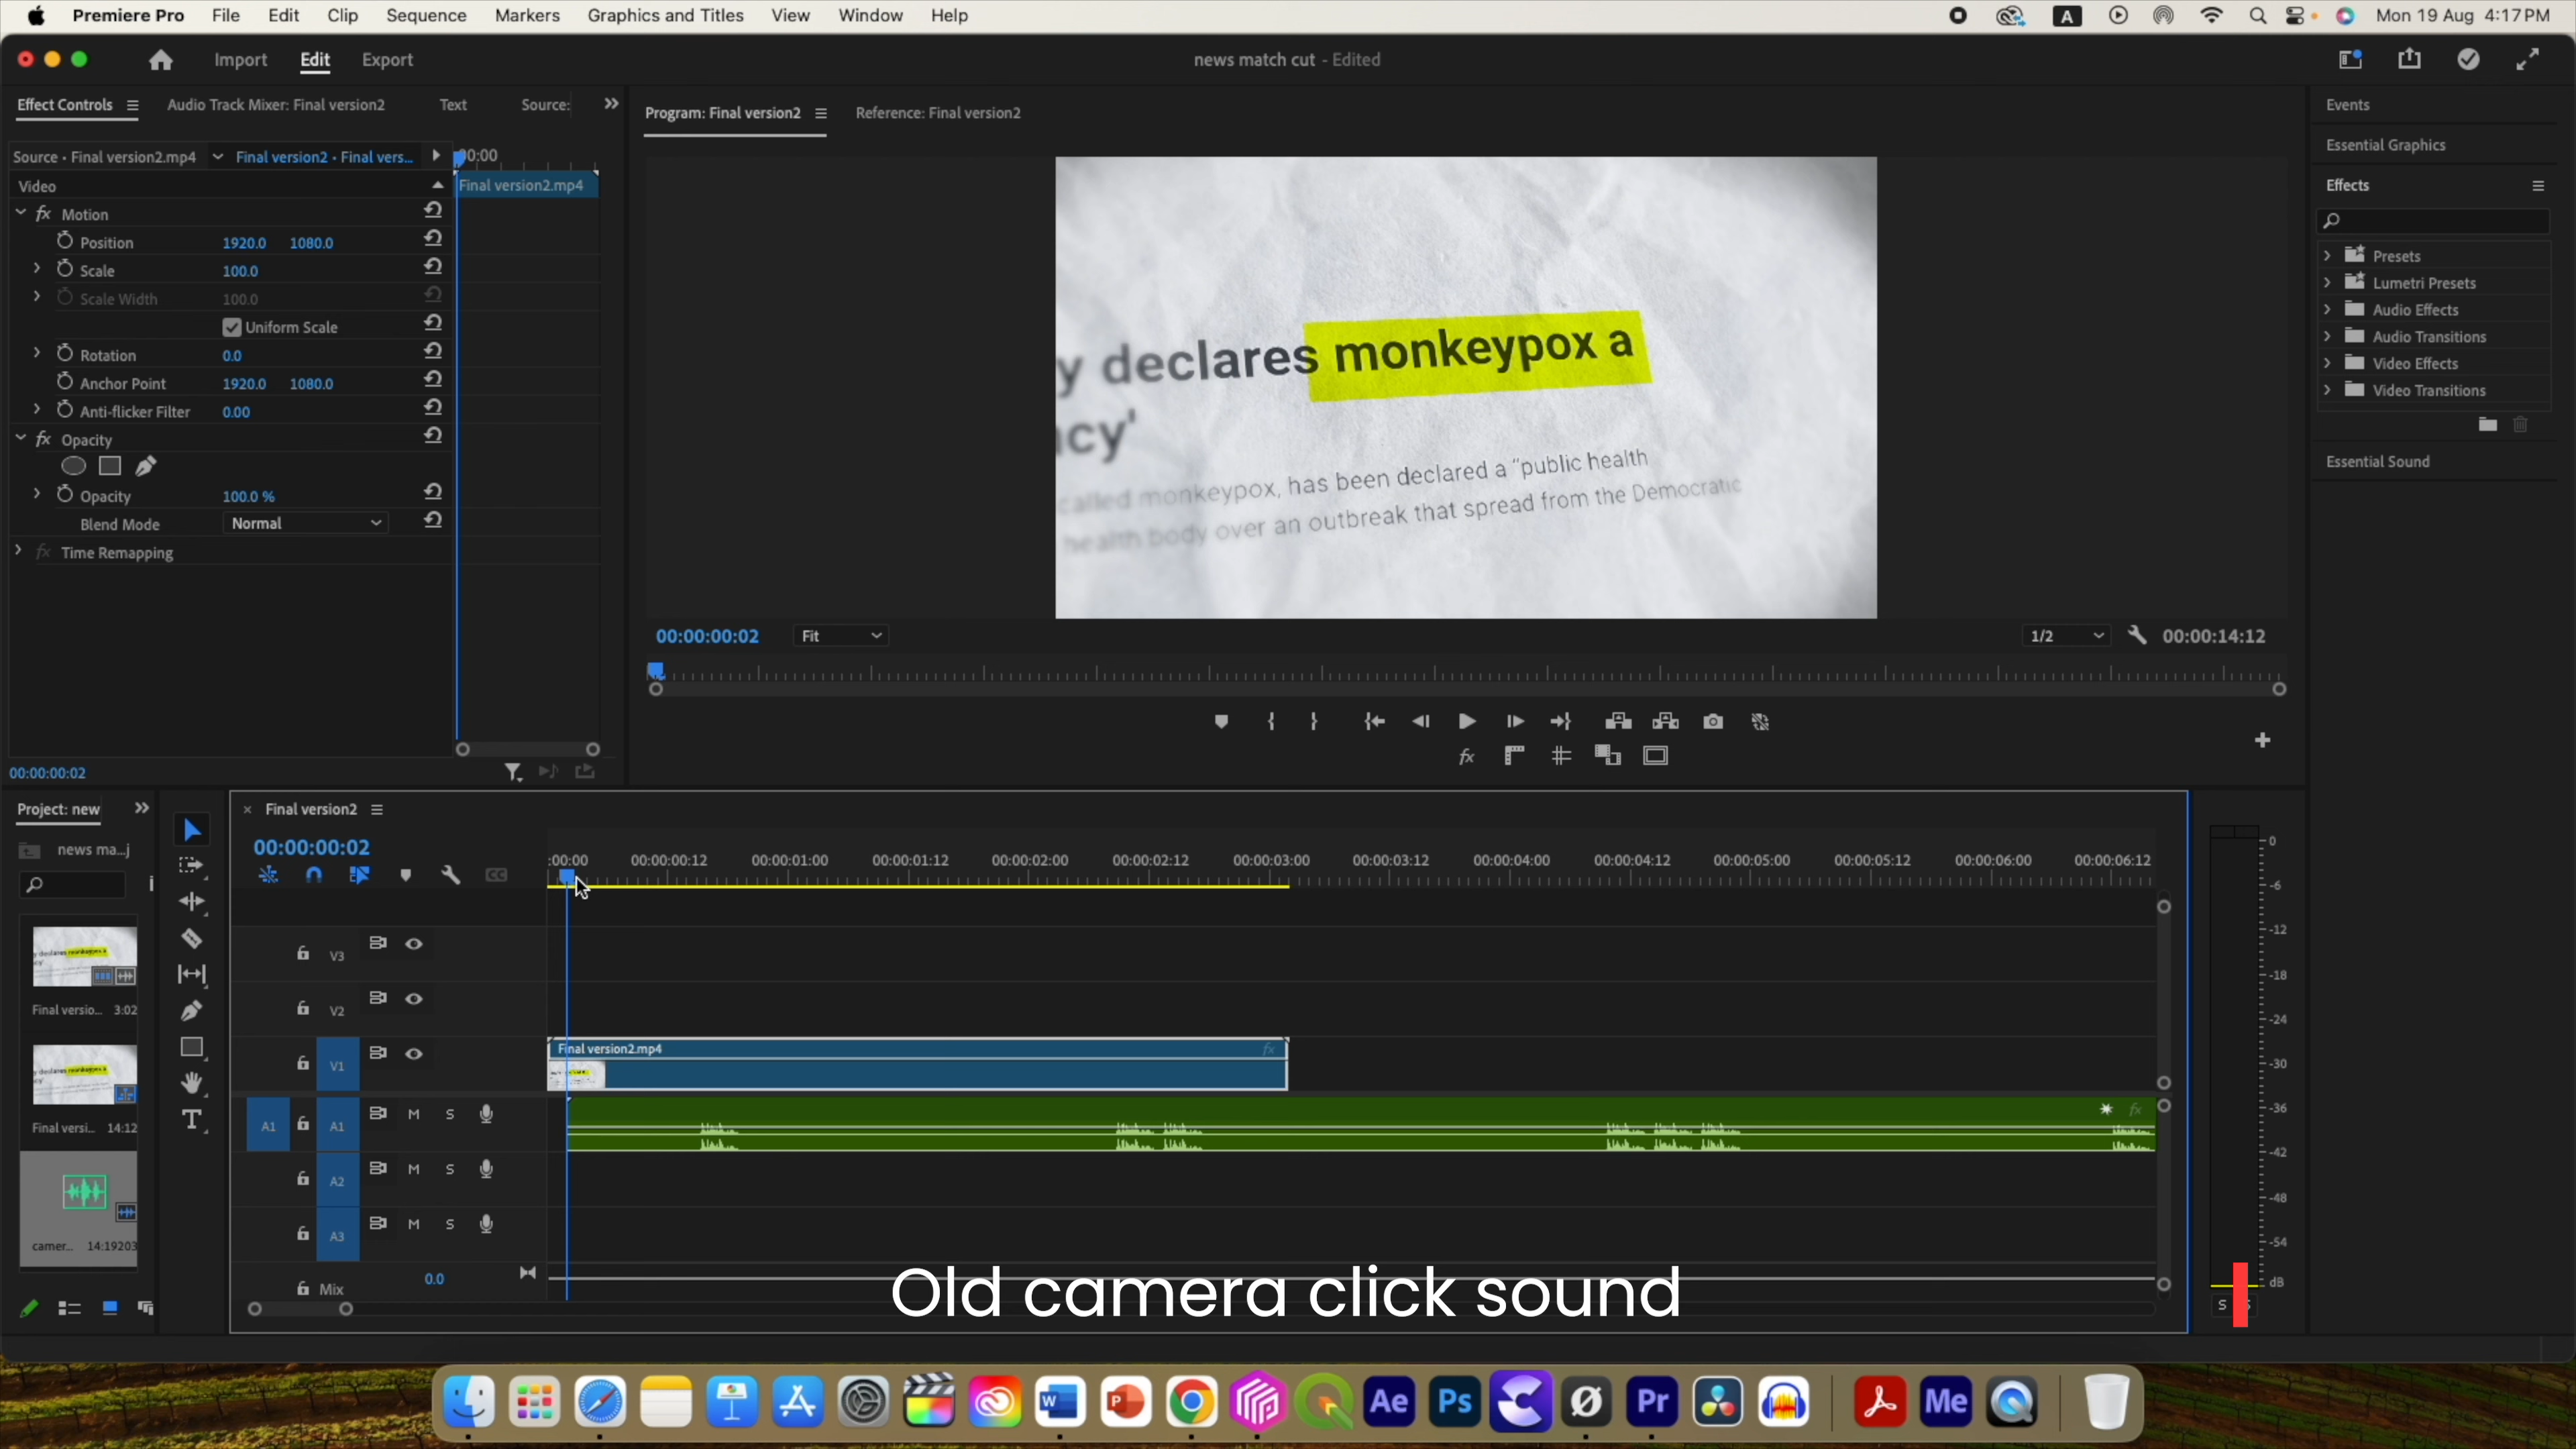 Premiere Pro File Edit Clip Sequence Markers Graphics and Titles View Window Help
A Mon 19 Aug 4:17 PM
Import Edit Export
news match cut - Edited
Effect Controls Audio Track Mixer: Final version2 Text Source:
Source • Final version2.mp4 Final version2 • Final vers...
:00:00
Video
Final version2.mp4
fx Motion
Position 1920.0 1080.0
Scale 100.0
Scale Width 100.0
Uniform Scale
Rotation 0.0
Anchor Point 1920.0 1080.0
Anti-flicker Filter 0.00
fx Opacity
Opacity 100.0 %
Blend Mode Normal
fx Time Remapping
00:00:00:02
Program: Final version2 Reference: Final version2
y declares monkeypox a
cy'
called monkeypox, has been declared a "public health
health body over an outbreak that spread from the Democratic
00:00:00:02 Fit 1/2 00:00:14:12
fx
Events
Essential Graphics
Effects
Presets
Lumetri Presets
Audio Effects
Audio Transitions
Video Effects
Video Transitions
Essential Sound
Project: new
news ma...j
Final versio... 3:02
Final versi... 14:12
camer... 14:19203
T
Final version2
00:00:00:02
CC
:00:00 00:00:00:12 00:00:01:00 00:00:01:12 00:00:02:00 00:00:02:12 00:00:03:00 00:00:03:12 00:00:04:00 00:00:04:12 00:00:05:00 00:00:05:12 00:00:06:00 00:00:06:12
V3
V2
V1
Final version2.mp4 fx
A1 A1 M S
fx
A2 M S
A3 M S
Mix 0.0
0
-6
-12
-18
-24
-30
-36
-42
-48
-54
dB
S S
Old camera click sound
W P Ae Ps Pr Me